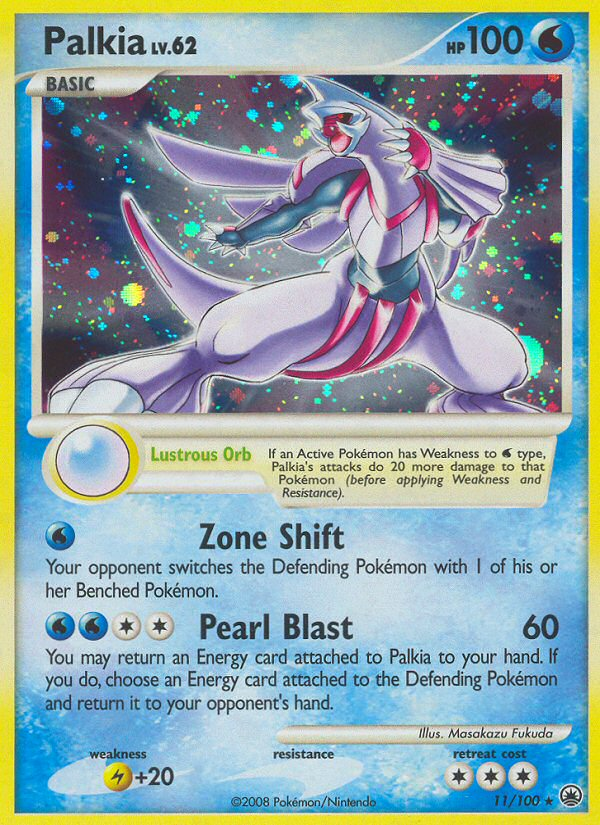 Palkia LV.62
HP 100
BASIC
Lustrous Orb
If an Active Pokémon has Weakness to type,
Palkia's attacks do 20 more damage to that
Pokémon (before applying Weakness and
Resistance).
Zone Shift
Your opponent switches the Defending Pokémon with 1 of his or
her Benched Pokémon.
Pearl Blast 60
You may return an Energy card attached to Palkia to your hand. If
you do, choose an Energy card attached to the Defending Pokémon
and return it to your opponent's hand.
Illus. Masakazu Fukuda
weakness resistance retreat cost
+20
©2008 Pokémon/Nintendo
11/100 ★